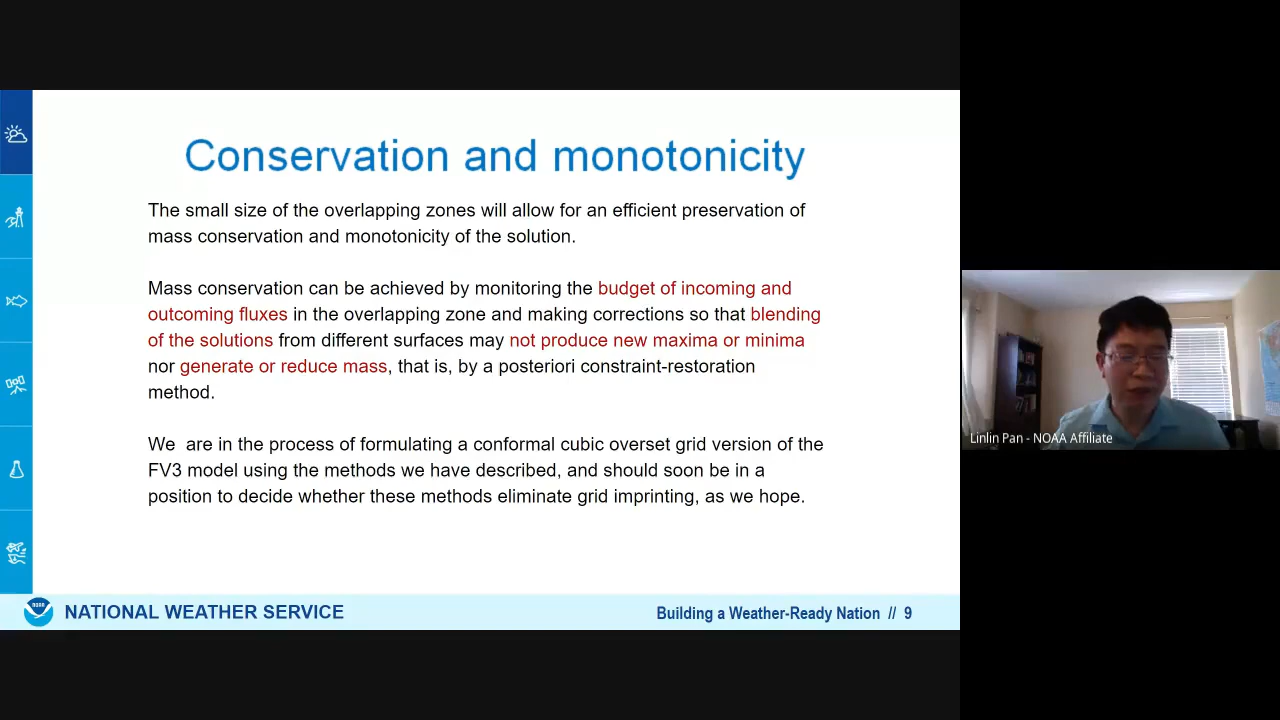 Conservation and monotonicity
The small size of the overlapping zones will allow for an efficient preservation of
mass conservation and monotonicity of the solution.
Mass conservation can be achieved by monitoring the budget of incoming and
outcoming fluxes in the overlapping zone and making corrections so that blending
of the solutions from different surfaces may not produce new maxima or minima
nor generate or reduce mass, that is, by a posteriori constraint-restoration
method.
We  are in the process of fomulating a conformal cubic overset grid version of the
FV3 model using the methods we have described, and should soon be in a
position to decide whether these methods eliminate grid imprinting, as we hope.
NOAA
NATIONAL WEATHER SERVICE
Building a Weather-Ready Nation // 9
Linlin Pan - NOAA Affiliate